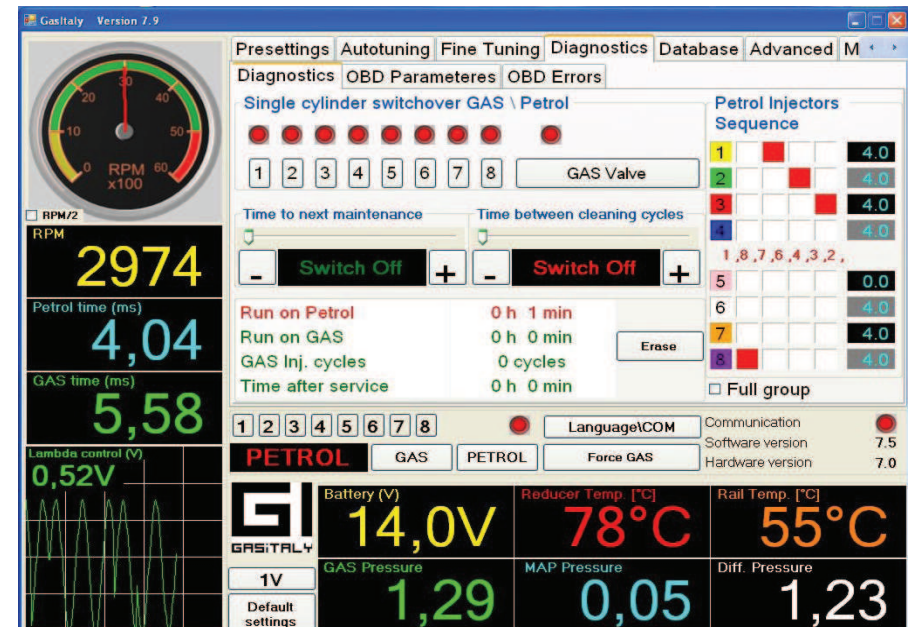 GasItaly Version 7.9
Presettings Autotuning Fine Tuning Diagnostics Database Advanced M
Diagnostics OBD Parameteres OBD Errors
Single cylinder switchover GAS \ Petrol
1 2 3 4 5 6 7 8 GAS Valve
Time to next maintenance Time between cleaning cycles
- Switch Off + - Switch Off +
Run on Petrol 0 h 1 min
Run on GAS 0 h 0 min
GAS Inj. cycles 0 cycles
Time after service 0 h 0 min
Erase
Petrol Injectors
Sequence
1 4.0
2 4.0
3 4.0
4 4.0
1 ,8 ,7 ,6 ,4 ,3 ,2 ,
5 0.0
6 4.0
7 4.0
8 4.0
Full group
0 10 20 30 40 50 60
RPM
x100
RPM/2
RPM
2974
Petrol time (ms)
4,04
GAS time (ms)
5,58
Lambda control (V)
0,52V
1 2 3 4 5 6 7 8 Language\COM
PETROL GAS PETROL Force GAS
Communication
Software version 7.5
Hardware version 7.0
GASiTALY
1V
Default
settings
Battery (V)
14,0V
Reducer Temp. [°C]
78°C
Rail Temp. [°C]
55°C
GAS Pressure
1,29
MAP Pressure
0,05
Diff. Pressure
1,23